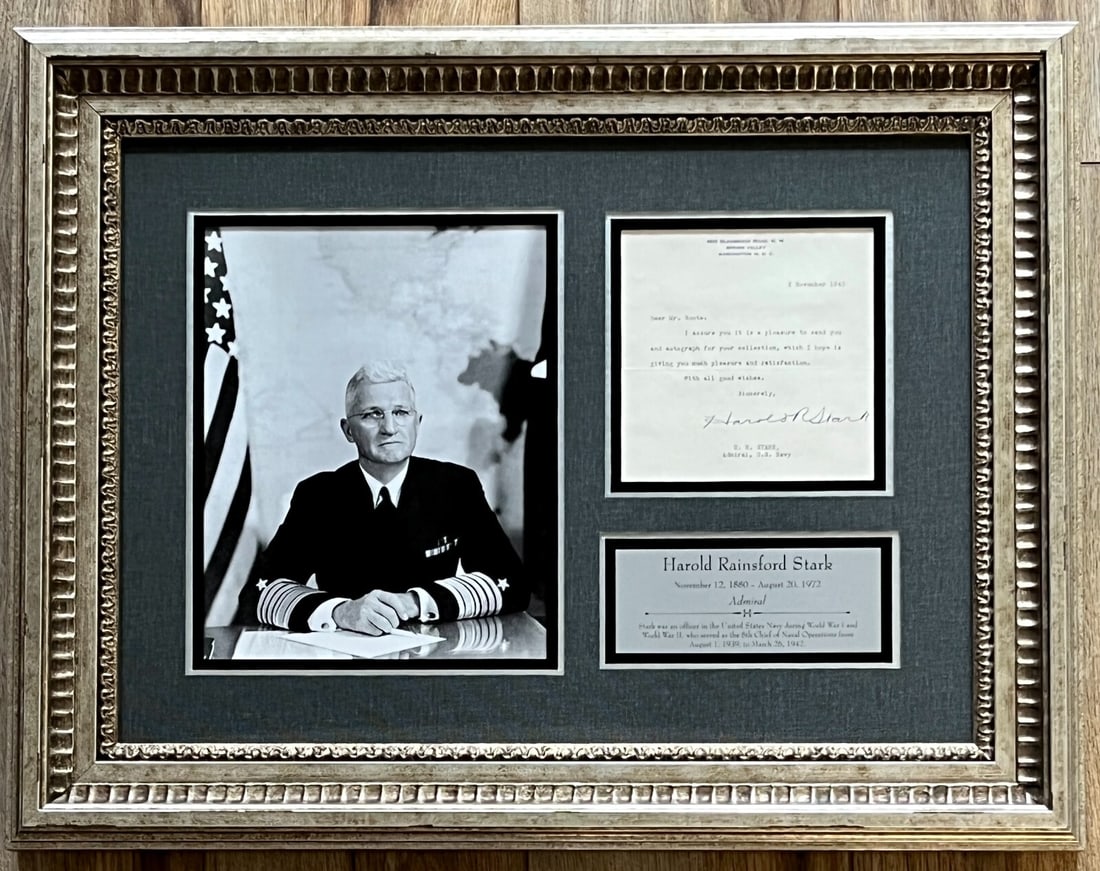 WASHINGTON 16, D. C.
November 1945
Dear Mr.
I assure you it is a pleasure to send you
and autograph for your collection, which I hope is
giving you much pleasure and satisfaction.
With all good wishes.
Sincerely,
Harold R Stark
H. R. STARK,
Admiral, U.S. Navy
Harold Rainsford Stark
November 12, 1880 - August 20, 1972
Admiral
Stark was an officer in the United States Navy during World War I and
World War II, who served as the 8th Chief of Naval Operations from
August 1, 1939, to March 26, 1942.